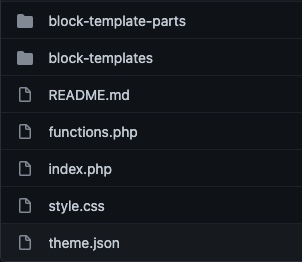 block-template-parts
block-templates
README.md
functions.php
index.php
style.css
theme.json